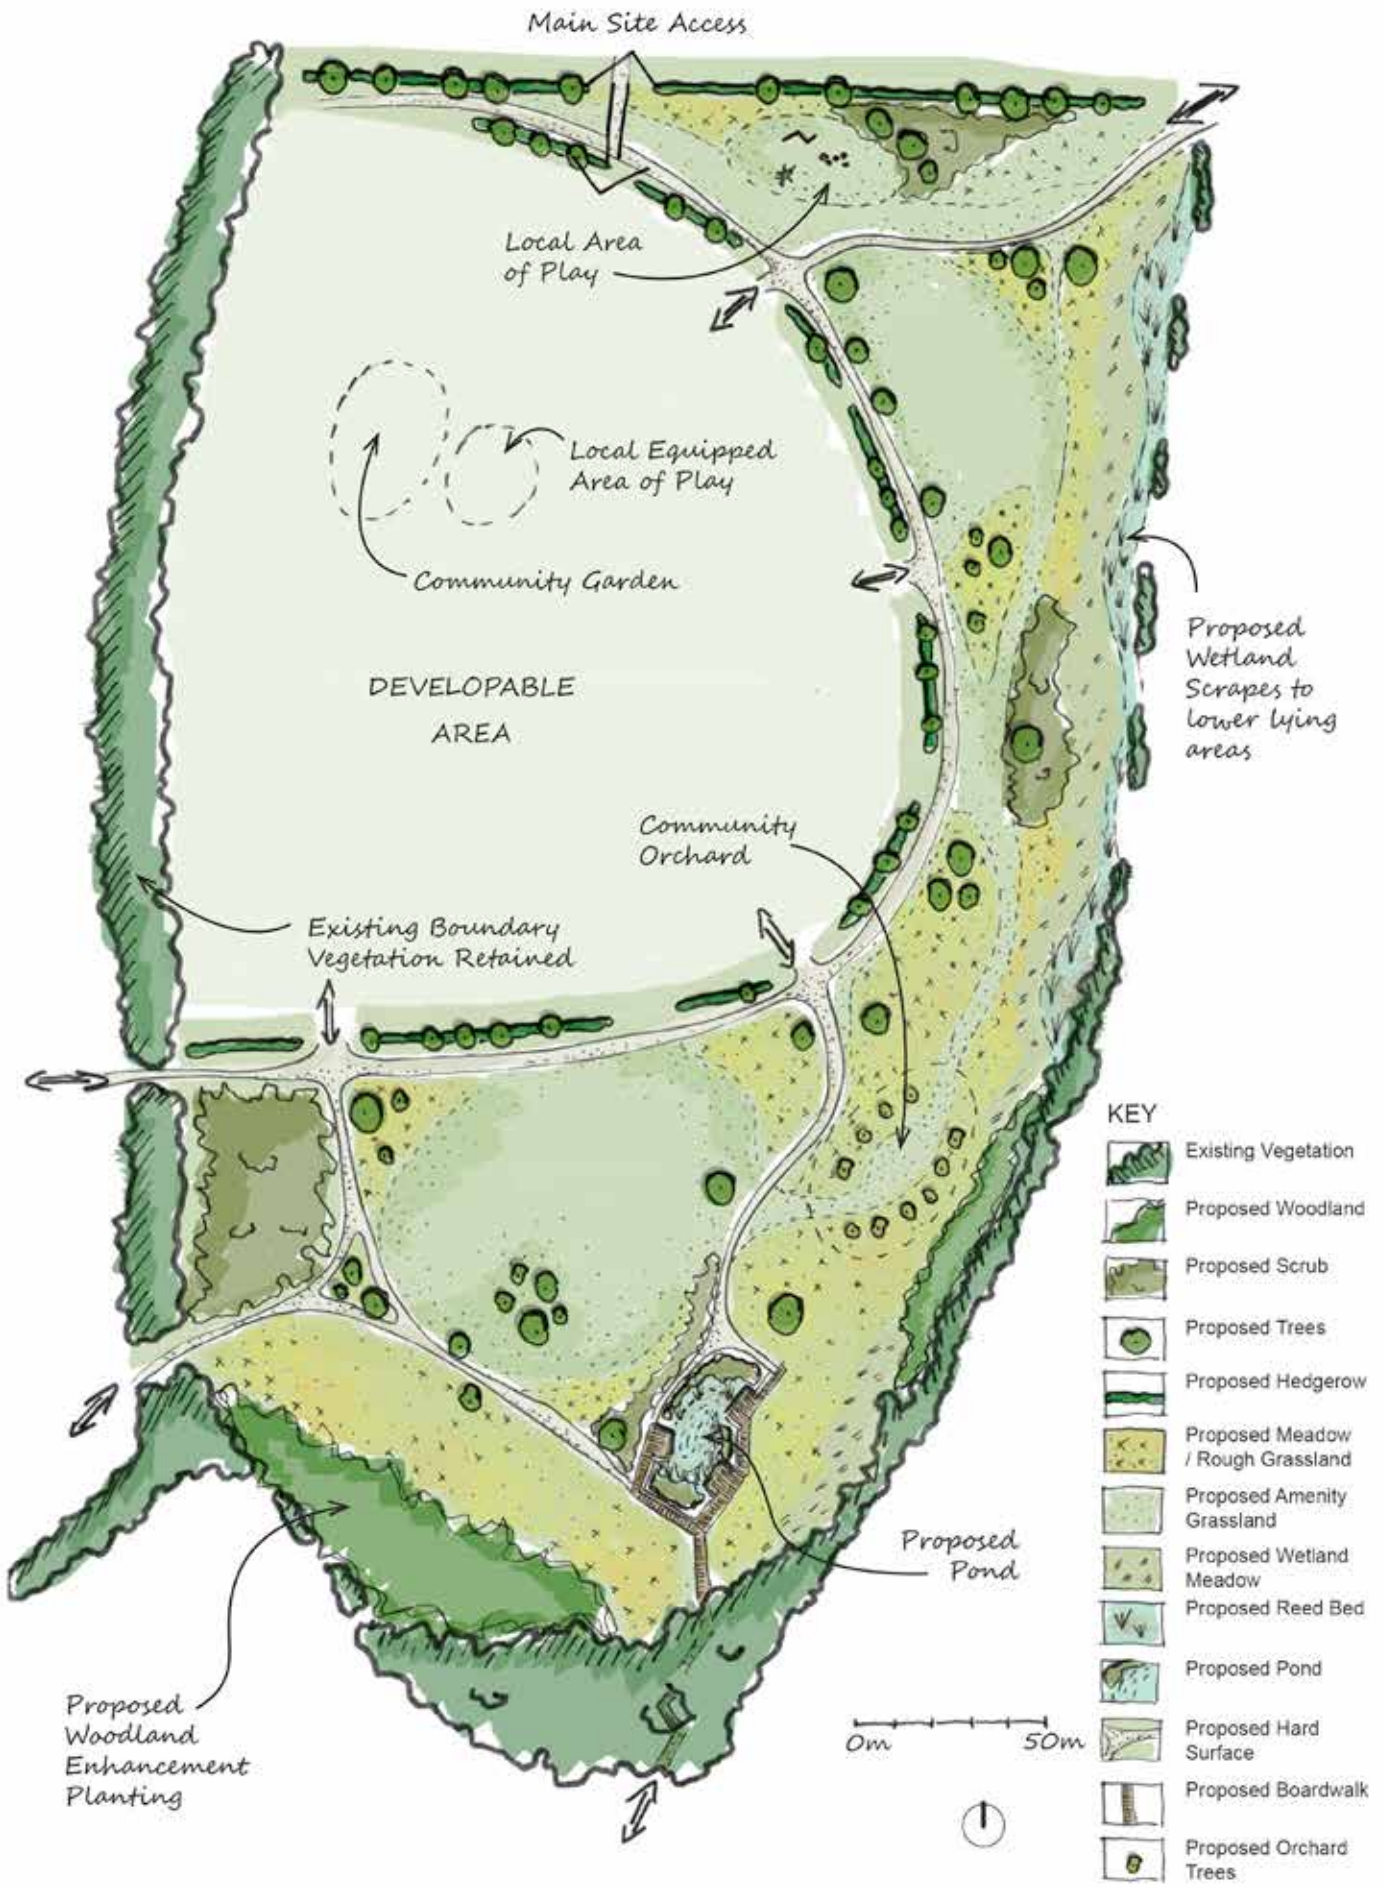 Main Site Access
Local Area
of Play
Local Equipped
Area of Play
Community Garden
DEVELOPABLE
AREA
Proposed
Wetland
Scrapes to
lower lying
areas
Community
Orchard
Existing Boundary
Vegetation Retained
Proposed
Pond
Proposed
Woodland
Enhancement
Planting
0m 50m
KEY
Existing Vegetation
Proposed Woodland
Proposed Scrub
Proposed Trees
Proposed Hedgerow
Proposed Meadow
/ Rough Grassland
Proposed Amenity
Grassland
Proposed Wetland
Meadow
Proposed Reed Bed
Proposed Pond
Proposed Hard
Surface
Proposed Boardwalk
Proposed Orchard
Trees